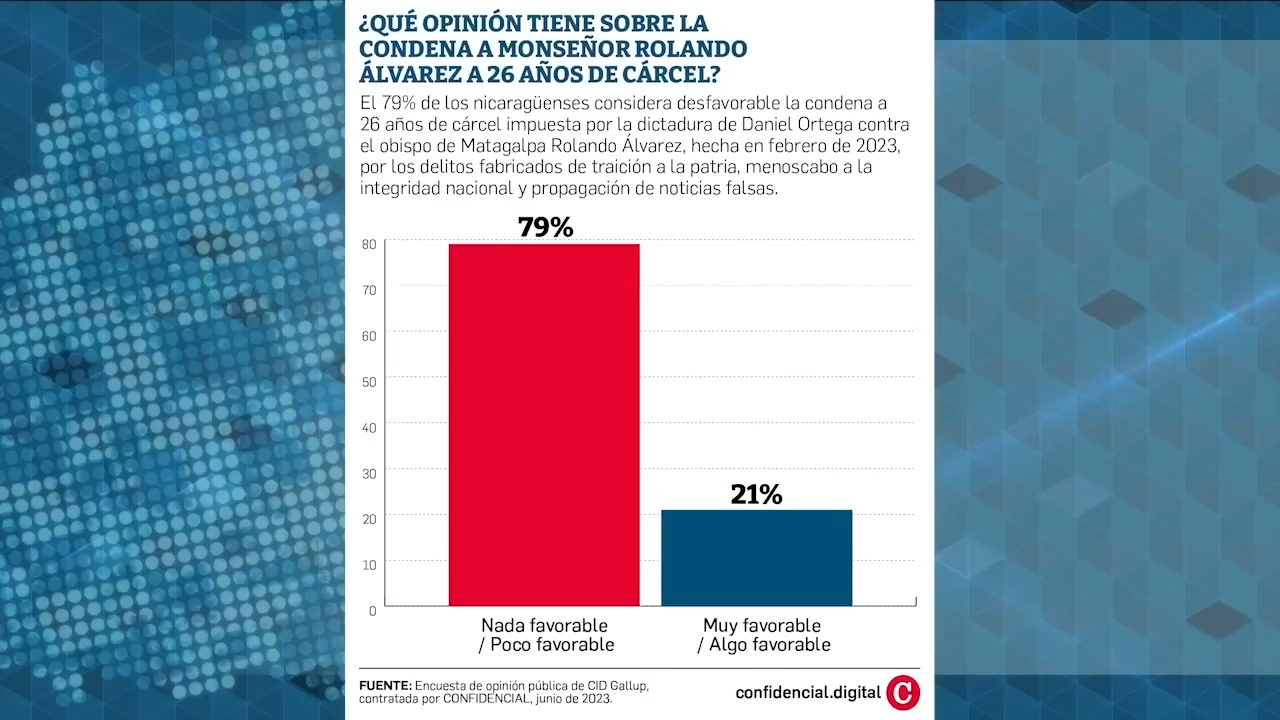 ¿QUÉ OPINIÓN TIENE SOBRE LA
CONDENA A MONSEÑOR ROLANDO
ÁLVAREZ A 26 AÑOS DE CÁRCEL?
El 79% de los nicaragüenses considera desfavorable la condena a
26 años de cárcel impuesta por la dictadura de Daniel Ortega contra
el obispo de Matagalpa Rolando Álvarez, hecha en febrero de 2023,
por los delitos fabricados de traición a la patria, menoscabo a la
integridad nacional y propagación de noticias falsas.
79%
80
70
60
50
40
30
21%
20
10
0
Nada favorable
/ Poco favorable
Muy favorable
/ Algo favorable
FUENTE: Encuesta de opinión pública de CID Gallup,
contratada por CONFIDENCIAL, junio de 2023.
confidencial.digital C